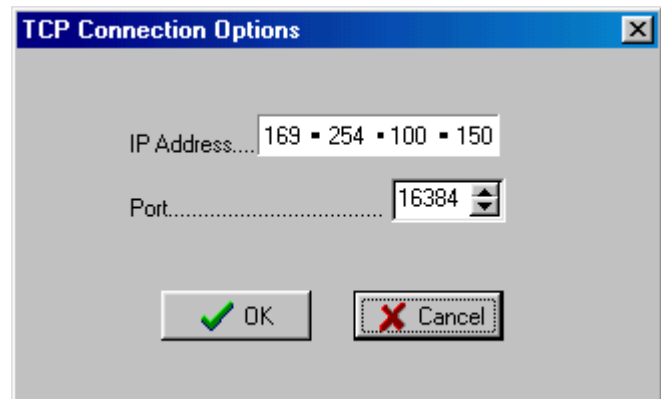 TCP Connection Options
IP Address.... 169 ▪ 254 ▪ 100 ▪ 150
Port.................................. 16384
OK Cancel